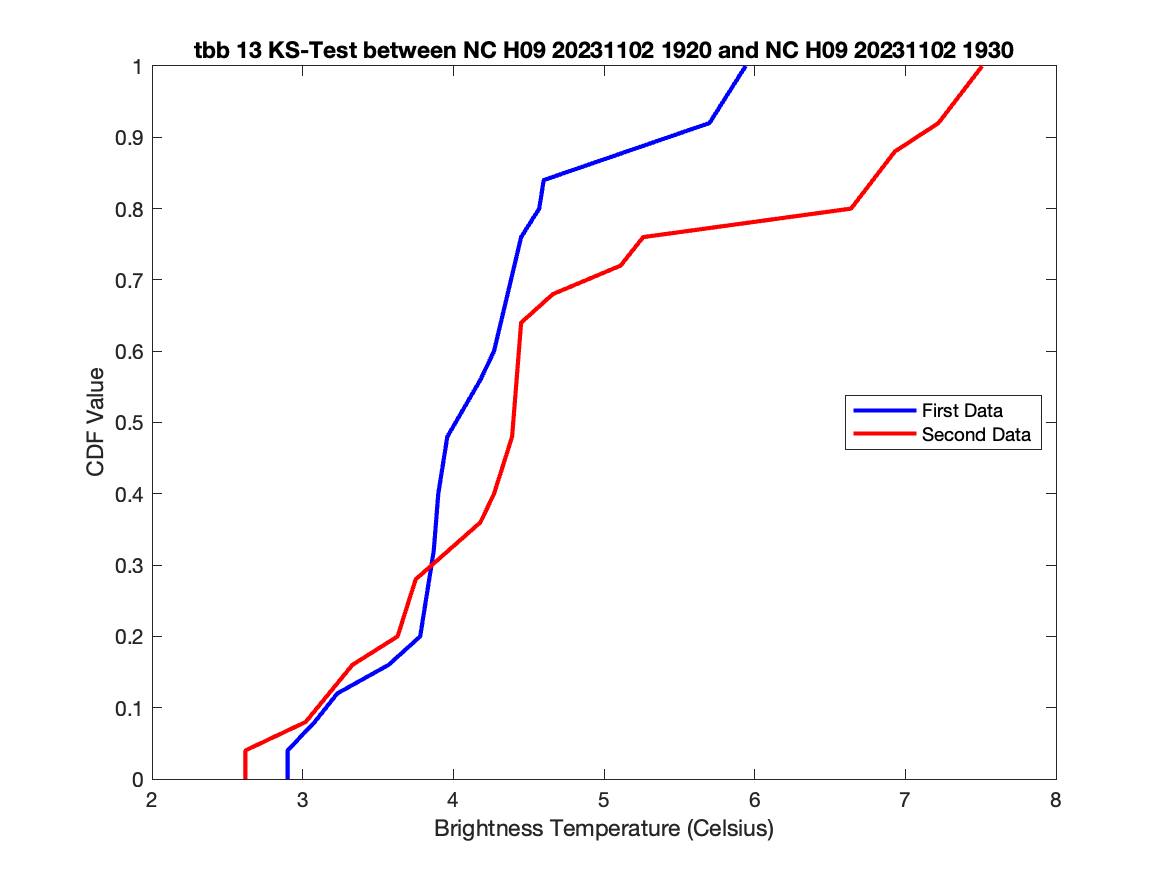 tbb 13 KS-Test between NC H09 20231102 1920 and NC H09 20231102 1930
1
0.9
0.8
0.7
0.6
0.5
0.4
0.3
0.2
0.1
0
CDF Value
First Data
Second Data
2 3 4 5 6 7 8
Brightness Temperature (Celsius)